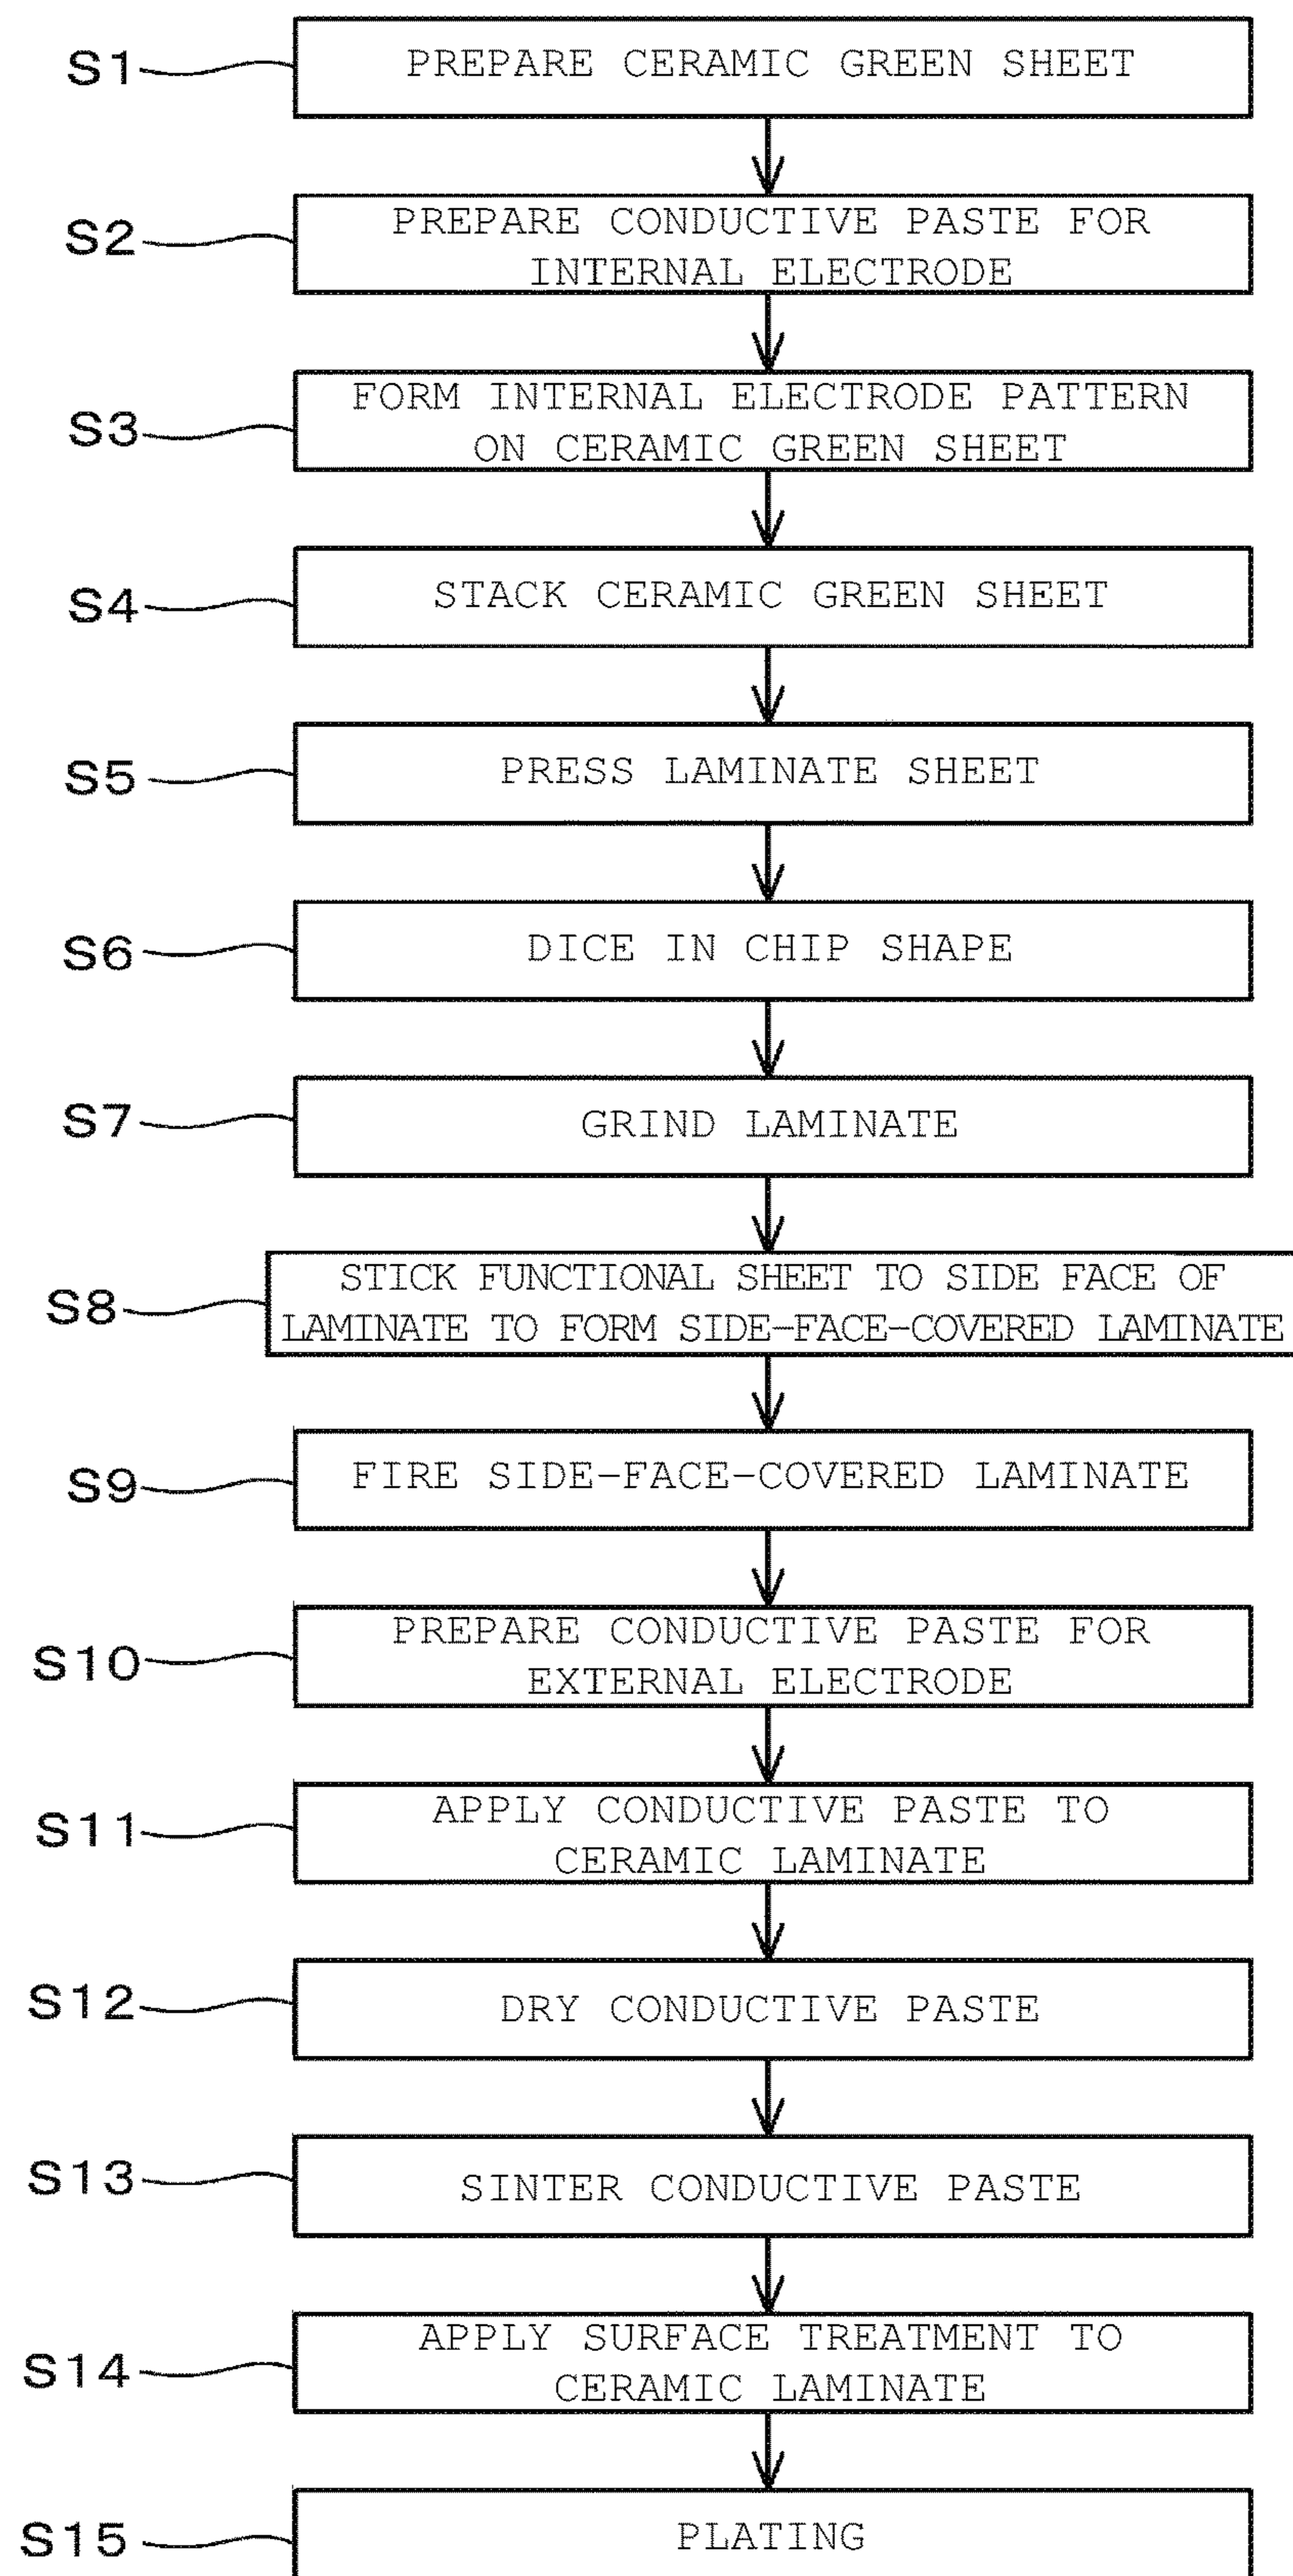 S1
PREPARE CERAMIC GREEN SHEET
S2
PREPARE CONDUCTIVE PASTE FOR
INTERNAL ELECTRODE
S3
FORM INTERNAL ELECTRODE PATTERN
ON CERAMIC GREEN SHEET
S4
STACK CERAMIC GREEN SHEET
S5
PRESS LAMINATE SHEET
S6
DICE IN CHIP SHAPE
S7
GRIND LAMINATE
S8
STICK FUNCTIONAL SHEET TO SIDE FACE OF
LAMINATE TO FORM SIDE-FACE-COVERED LAMINATE
S9
FIRE SIDE-FACE-COVERED LAMINATE
S10
PREPARE CONDUCTIVE PASTE FOR
EXTERNAL ELECTRODE
S11
APPLY CONDUCTIVE PASTE TO
CERAMIC LAMINATE
S12
DRY CONDUCTIVE PASTE
S13
SINTER CONDUCTIVE PASTE
S14
APPLY SURFACE TREATMENT TO
CERAMIC LAMINATE
S15
PLATING